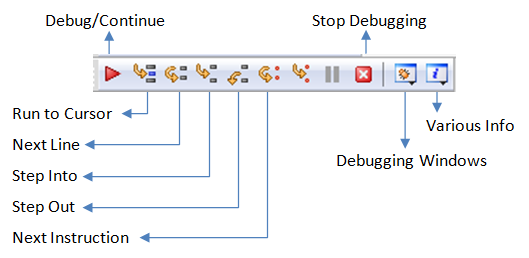 Debug/Continue
Stop Debugging
Run to Cursor
Various Info
Next Line
Debugging Windows
Step Into
Step Out
Next Instruction